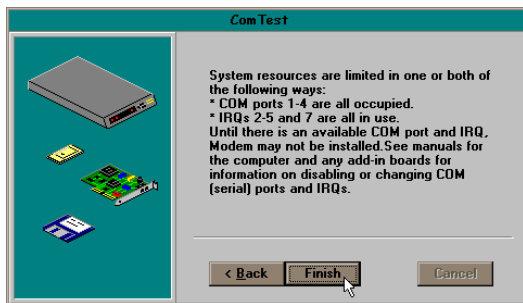 ComTest
System resources are limited in one or both of
the following ways:
* COM ports 1-4 are all occupied.
* IRQs 2-5 and 7 are all in use.
Until there is an available COM port and IRQ,
Modem may not be installed.See manuals for
the computer and any add-in boards for
information on disabling or changing COM
(serial) ports and IRQs.
< Back Finish Cancel